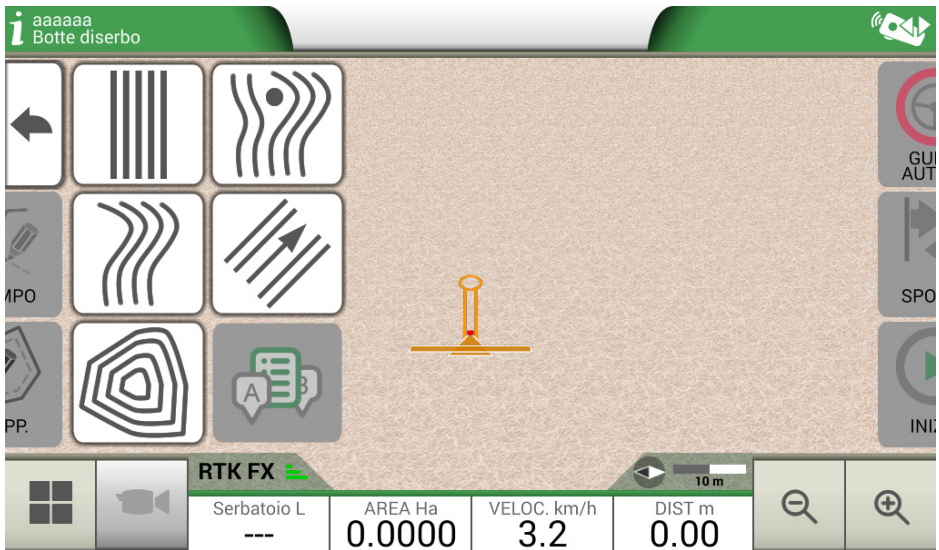 aaaaaa
Botte diserbo
GUI
AUT
MPO
SPO
A
B
PP.
INIZ
RTK FX
10 m
Serbatoio L
---
AREA Ha
0.0000
VELOC. km/h
3.2
DIST m
0.00